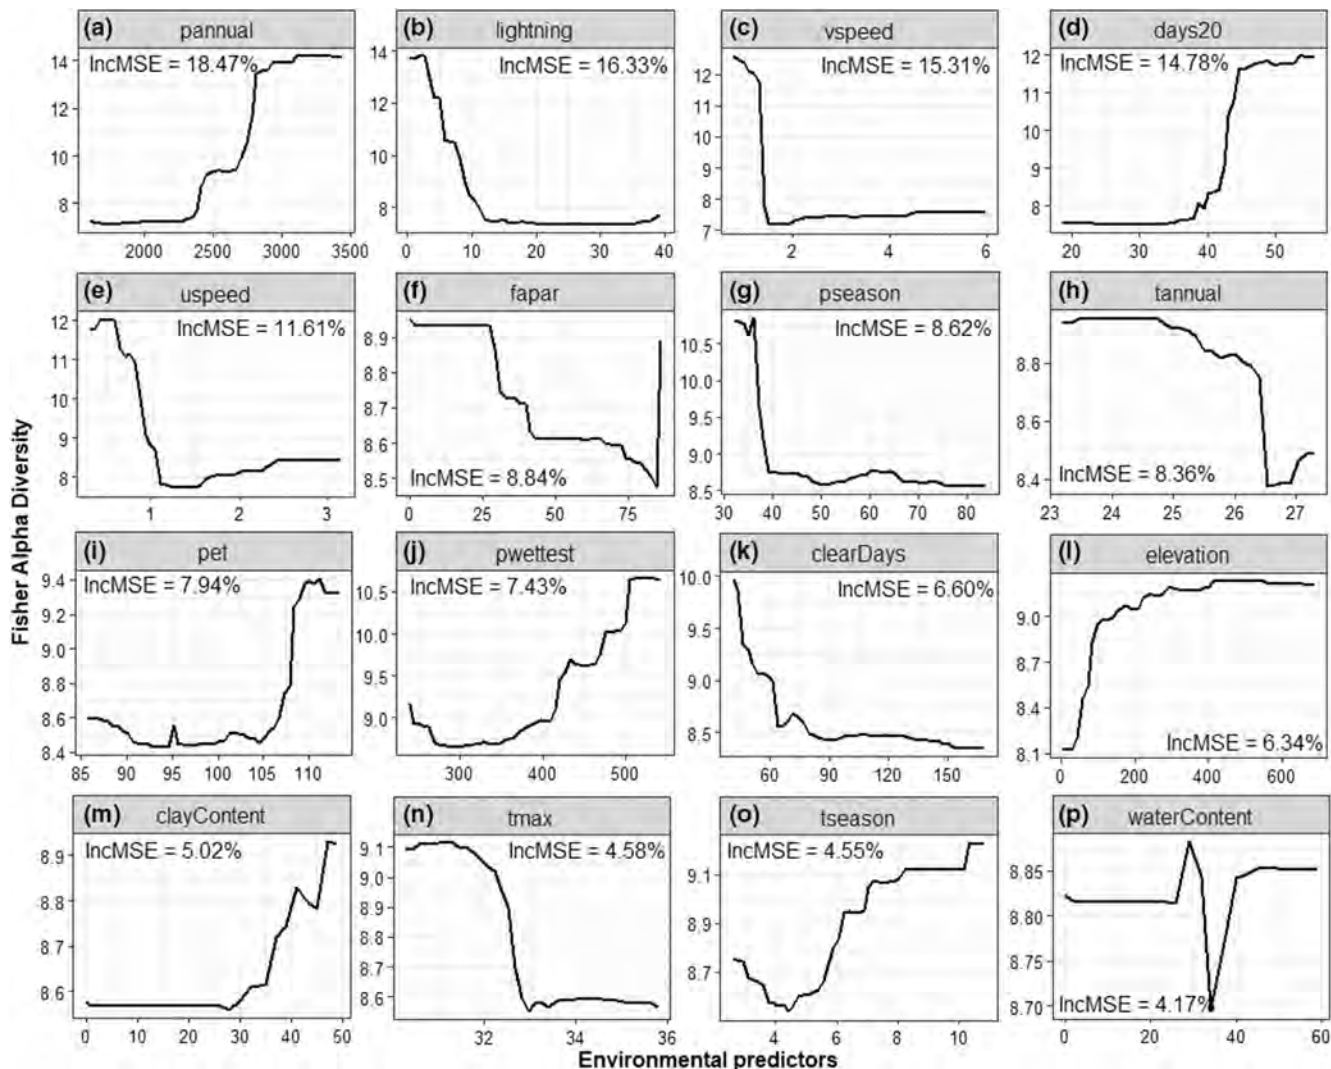 (a) pannual
IncMSE = 18.47%
14
12
10
8
2000 2500 3000 3500
(b) lightning
IncMSE = 16.33%
14
12
10
8
0 10 20 30 40
(c) vspeed
IncMSE = 15.31%
12
11
10
9
8
7
2 4 6
(d) days20
IncMSE = 14.78%
12
11
10
9
8
20 30 40 50
(e) uspeed
IncMSE = 11.61%
12
11
10
9
8
1 2 3
(f) fapar
IncMSE = 8.84%
8.9
8.8
8.7
8.6
8.5
0 25 50 75
(g) pseason
IncMSE = 8.62%
10.5
10.0
9.5
9.0
8.5
30 40 50 60 70 80
(h) tannual
IncMSE = 8.36%
8.8
8.6
8.4
23 24 25 26 27
Fisher Alpha Diversity
(i) pet
IncMSE = 7.94%
9.4
9.2
9.0
8.8
8.6
8.4
85 90 95 100 105 110
(j) pwettest
IncMSE = 7.43%
10.5
10.0
9.5
9.0
300 400 500
(k) clearDays
IncMSE = 6.60%
10.0
9.5
9.0
8.5
60 90 120 150
(l) elevation
IncMSE = 6.34%
9.0
8.7
8.4
8.1
0 200 400 600
(m) clayContent
IncMSE = 5.02%
8.9
8.8
8.7
8.6
0 10 20 30 40 50
(n) tmax
IncMSE = 4.58%
9.1
9.0
8.9
8.8
8.7
8.6
32 34 36
(o) tseason
IncMSE = 4.55%
9.1
8.9
8.7
4 6 8 10
(p) waterContent
IncMSE = 4.17%
8.85
8.80
8.75
8.70
0 20 40 60
Environmental predictors